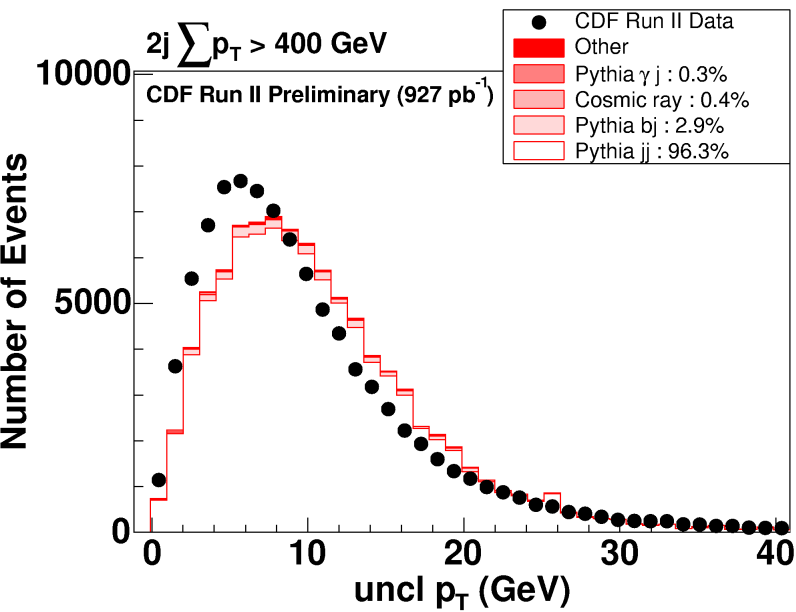 2j ∑p_T > 400 GeV
CDF Run II Data
Other
Pythia γ j : 0.3%
Cosmic ray : 0.4%
Pythia bj : 2.9%
Pythia jj : 96.3%
CDF Run II Preliminary (927 pb⁻¹)
Number of Events
10000
5000
0
0 10 20 30 40
uncl p_T (GeV)